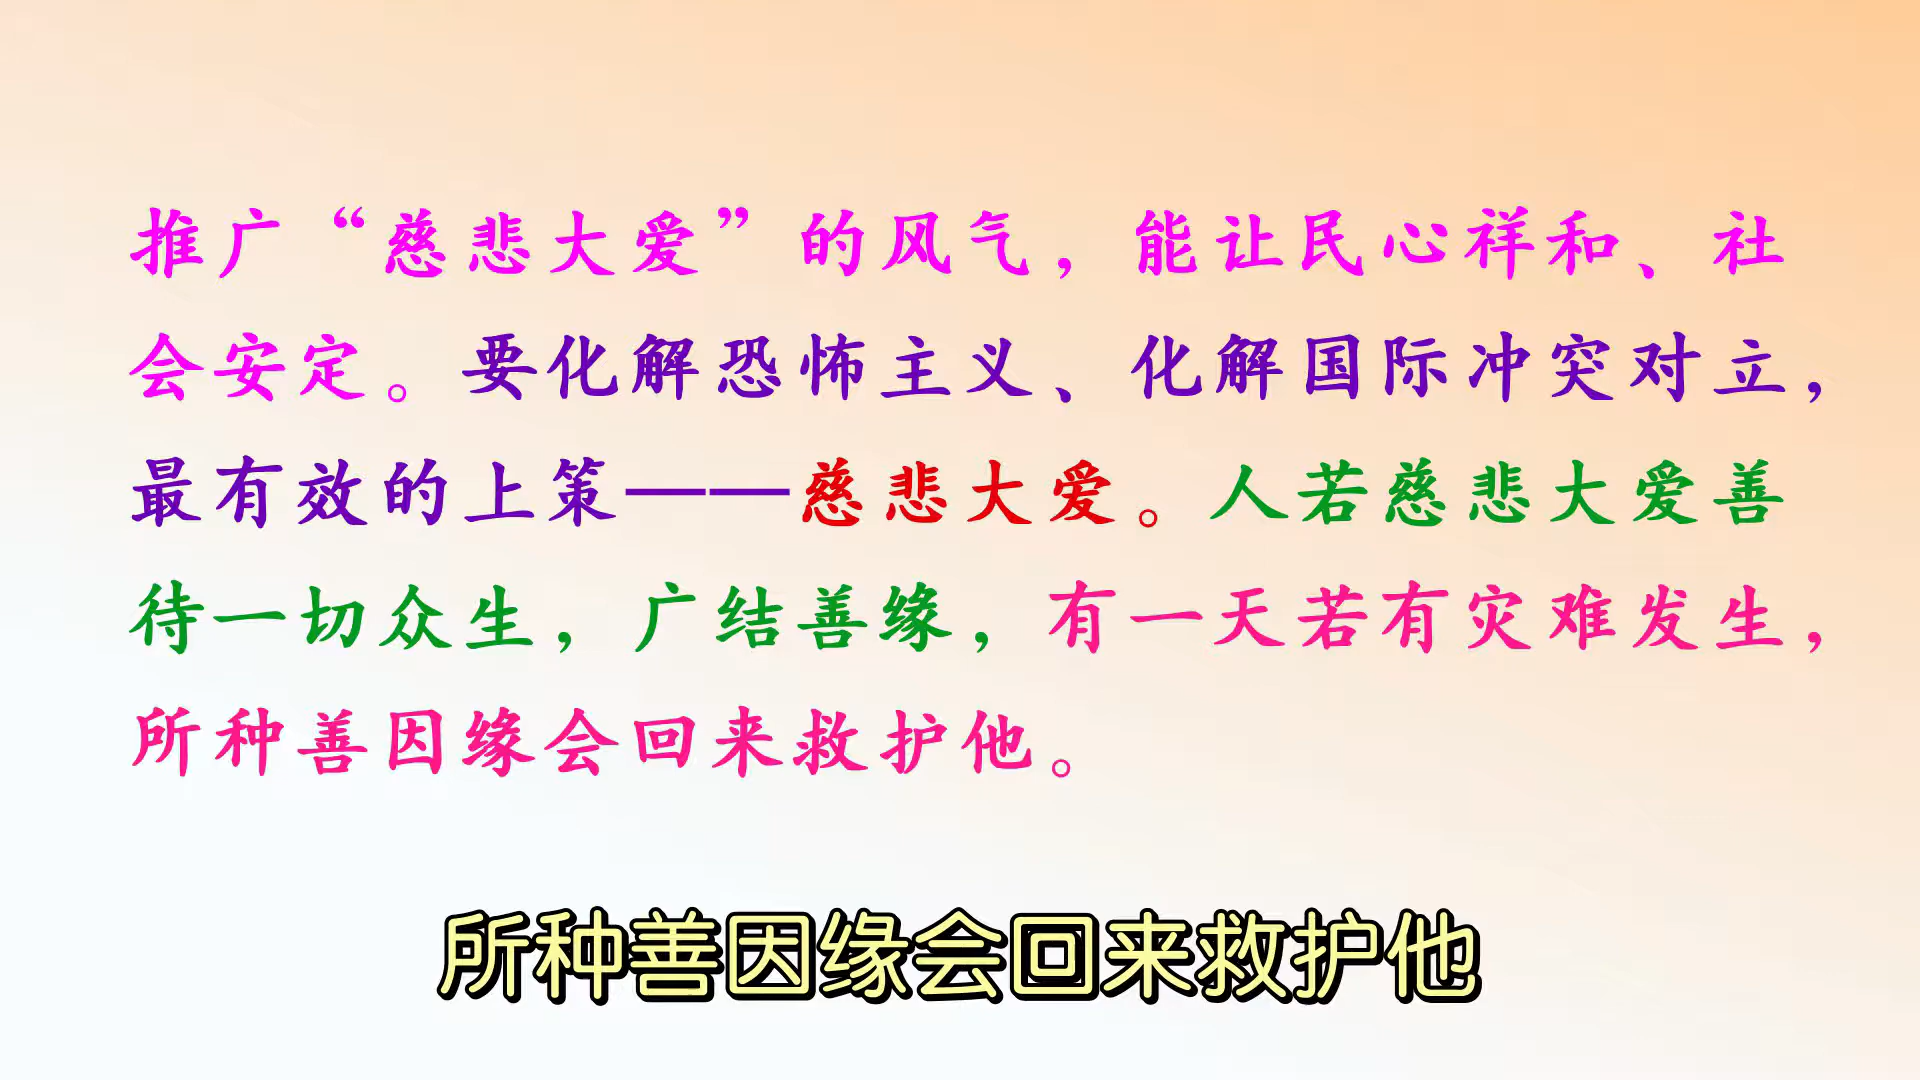 推广“慈悲大爱”的风气，能让民心祥和、社
会安定。要化解恐怖主义、化解国际冲突对立，
最有效的上策——慈悲大爱。人若慈悲大爱善
待一切众生，广结善缘，有一天若有灾难发生，
所种善因缘会回来救护他。
所种善因缘会回来救护他